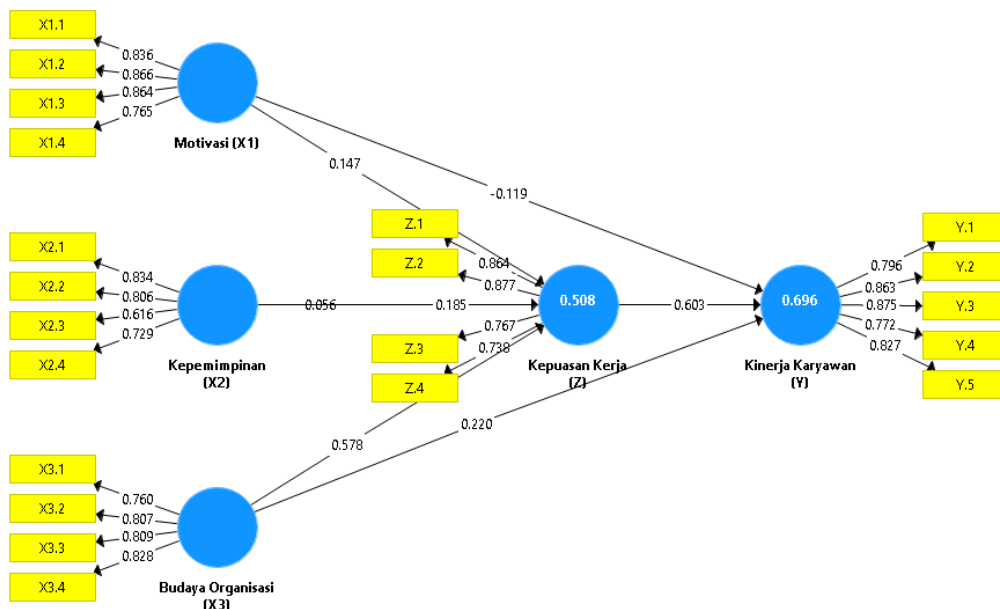 X1.1
X1.2
X1.3
X1.4
0.836
0.866
0.864
0.765
Motivasi (X1)
0.147
-0.119
X2.1
X2.2
X2.3
X2.4
0.834
0.806
0.616
0.729
Kepemimpinan
(X2)
0.056
0.185
Z.1
Z.2
Z.3
Z.4
0.864
0.877
0.767
0.738
0.508
Kepuasan Kerja
(Z)
0.603
0.696
Kinerja Karyawan
(Y)
0.796
0.863
0.875
0.772
0.827
Y.1
Y.2
Y.3
Y.4
Y.5
0.578
0.220
X3.1
X3.2
X3.3
X3.4
0.760
0.807
0.809
0.828
Budaya Organisasi
(X3)